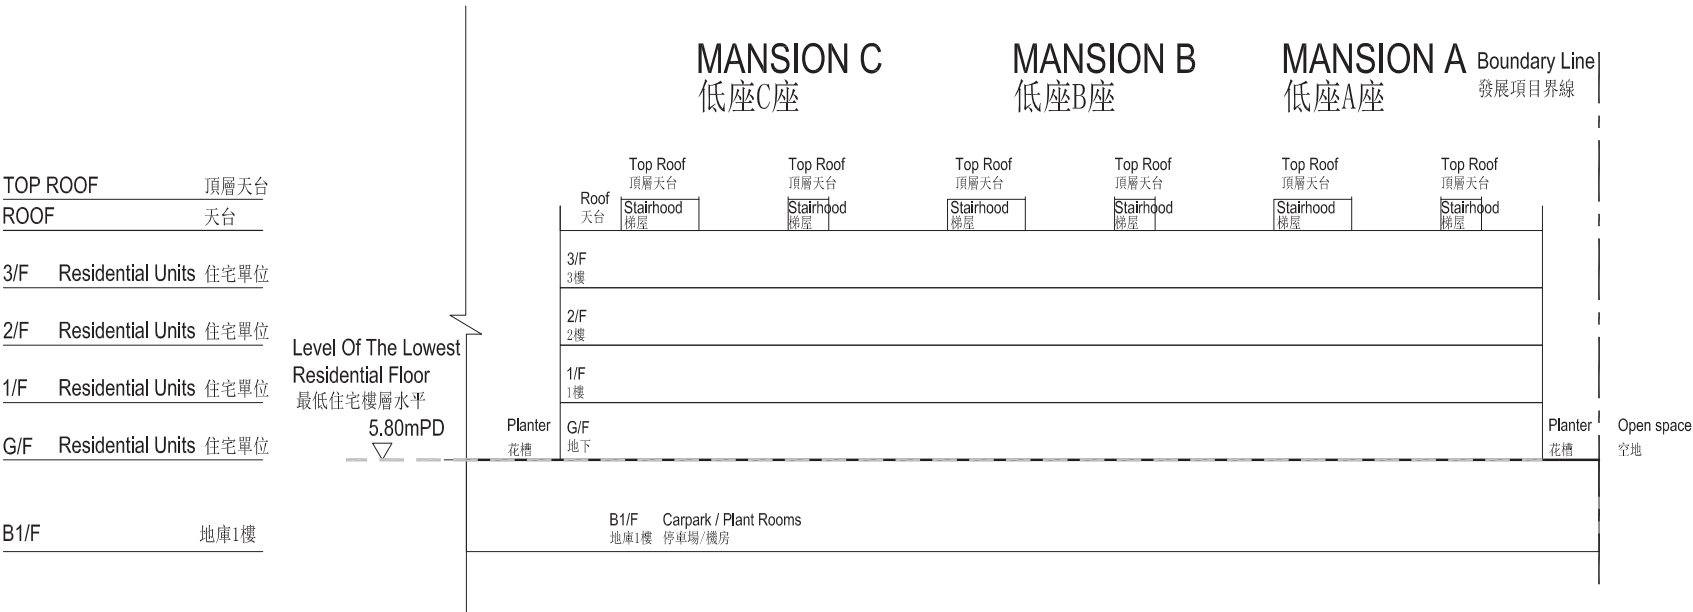 MANSION C
低座C座
MANSION B
低座B座
MANSION A
低座A座
Boundary Line
發展項目界線
TOP ROOF 頂層天台
ROOF 天台
3/F Residential Units 住宅單位
2/F Residential Units 住宅單位
1/F Residential Units 住宅單位
G/F Residential Units 住宅單位
B1/F 地庫1樓
Level Of The Lowest
Residential Floor
最低住宅樓層水平
5.80mPD
Roof
天台
Top Roof
頂層天台
Stairhood
梯屋
Top Roof
頂層天台
Stairhood
梯屋
Top Roof
頂層天台
Stairhood
梯屋
Top Roof
頂層天台
Stairhood
梯屋
Top Roof
頂層天台
Stairhood
梯屋
Top Roof
頂層天台
Stairhood
梯屋
3/F
3樓
2/F
2樓
1/F
1樓
Planter
花槽
G/F
地下
Planter
花槽
Open space
空地
B1/F Carpark / Plant Rooms
地庫1樓 停車場/機房